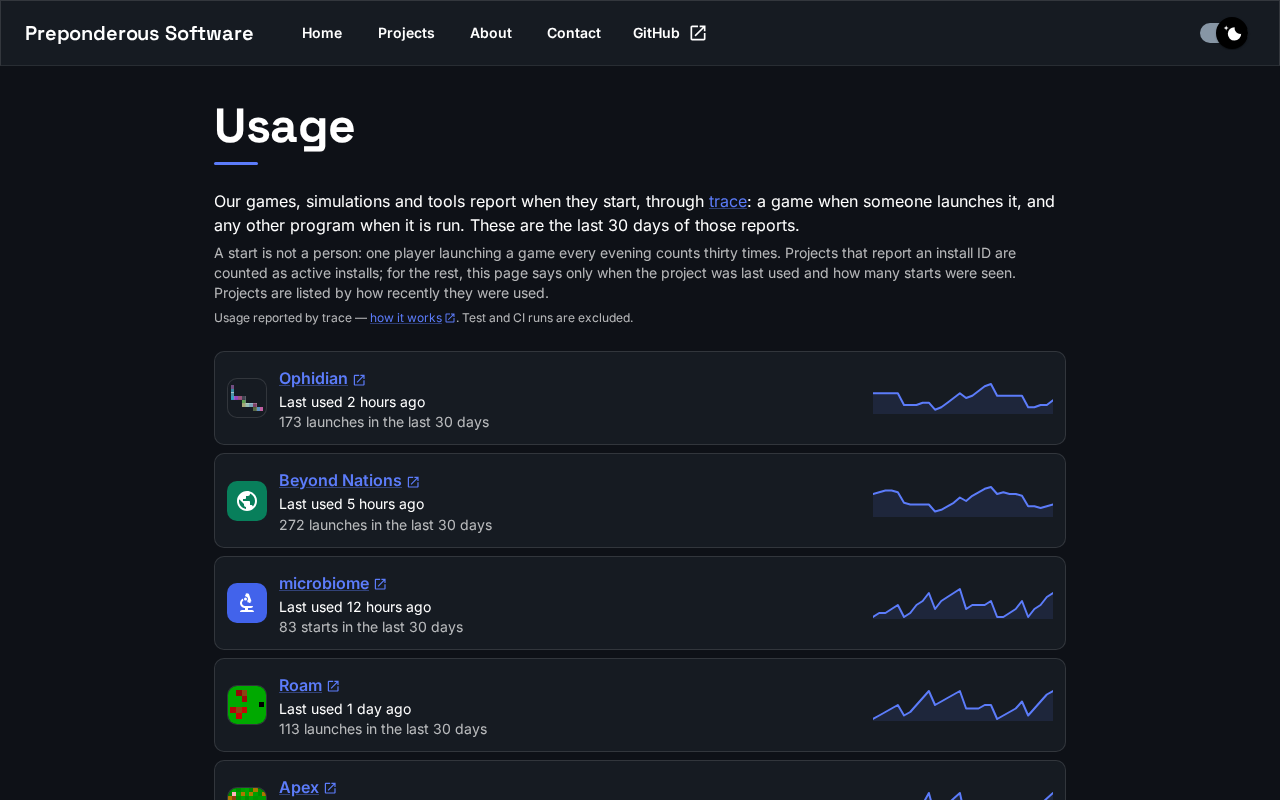 Preponderous Software
Home
Projects
About
Contact
GitHub
Usage
Our games, simulations and tools report when they start, through trace: a game when someone launches it, and
any other program when it is run. These are the last 30 days of those reports.
A start is not a person: one player launching a game every evening counts thirty times. Projects that report an install ID are
counted as active installs; for the rest, this page says only when the project was last used and how many starts were seen.
Projects are listed by how recently they were used.
Usage reported by trace — how it works. Test and CI runs are excluded.
Ophidian
Last used 2 hours ago
173 launches in the last 30 days
Beyond Nations
Last used 5 hours ago
272 launches in the last 30 days
microbiome
Last used 12 hours ago
83 starts in the last 30 days
Roam
Last used 1 day ago
113 launches in the last 30 days
Apex